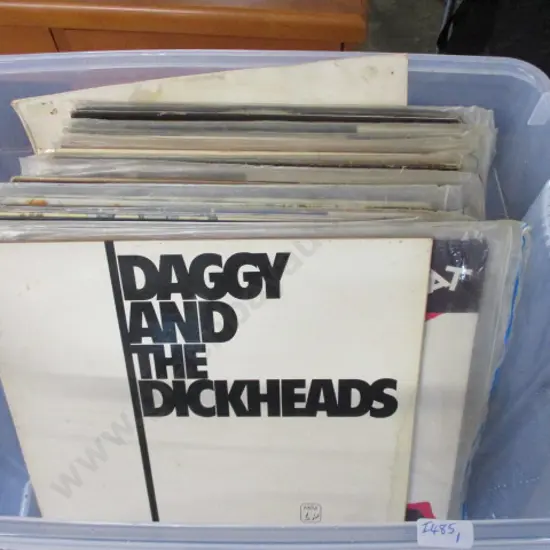 DAGGY
AND
THE
DICKHEADS
I485,